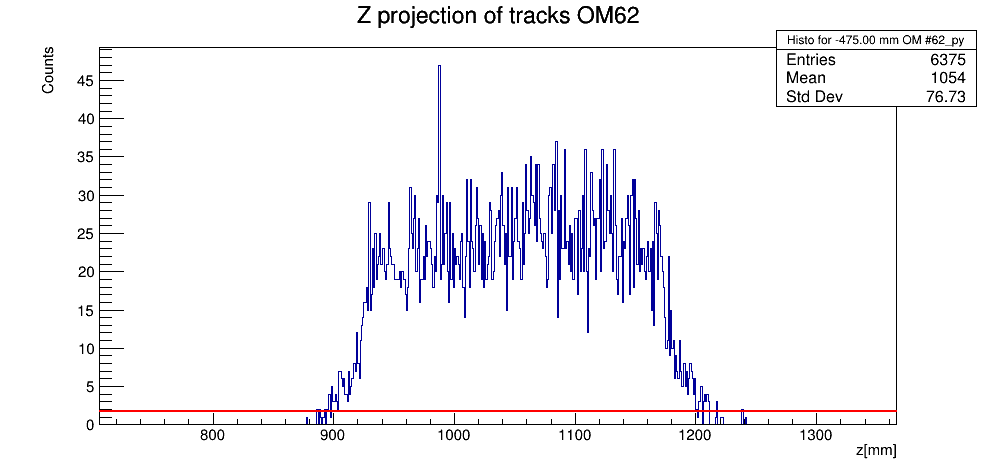 Z projection of tracks OM62
Histo for -475.00 mm OM #62_py
Entries 6375
Mean 1054
Std Dev 76.73
Counts
45
40
35
30
25
20
15
10
5
0
800 900 1000 1100 1200 1300
z[mm]